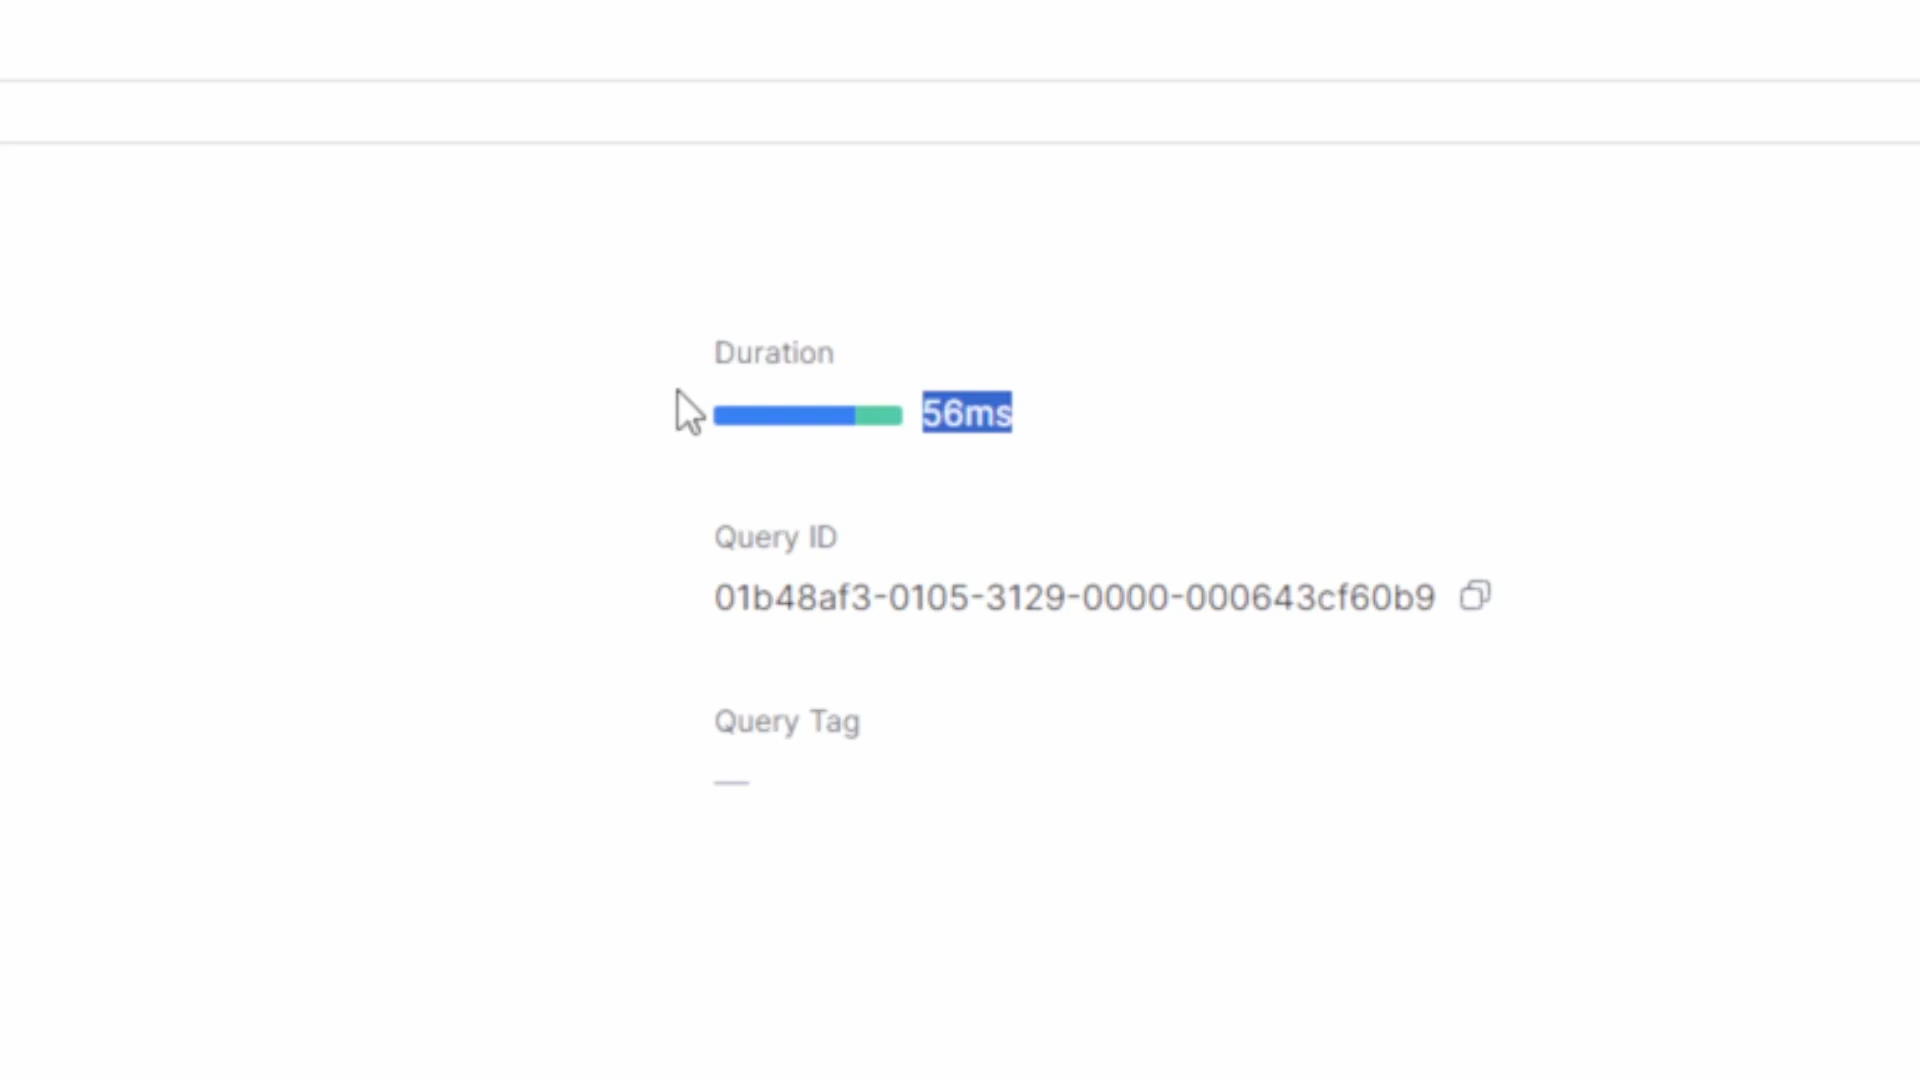 Duration
56ms
Query ID
01b48af3-0105-3129-0000-000643cf60b9
Query Tag
—